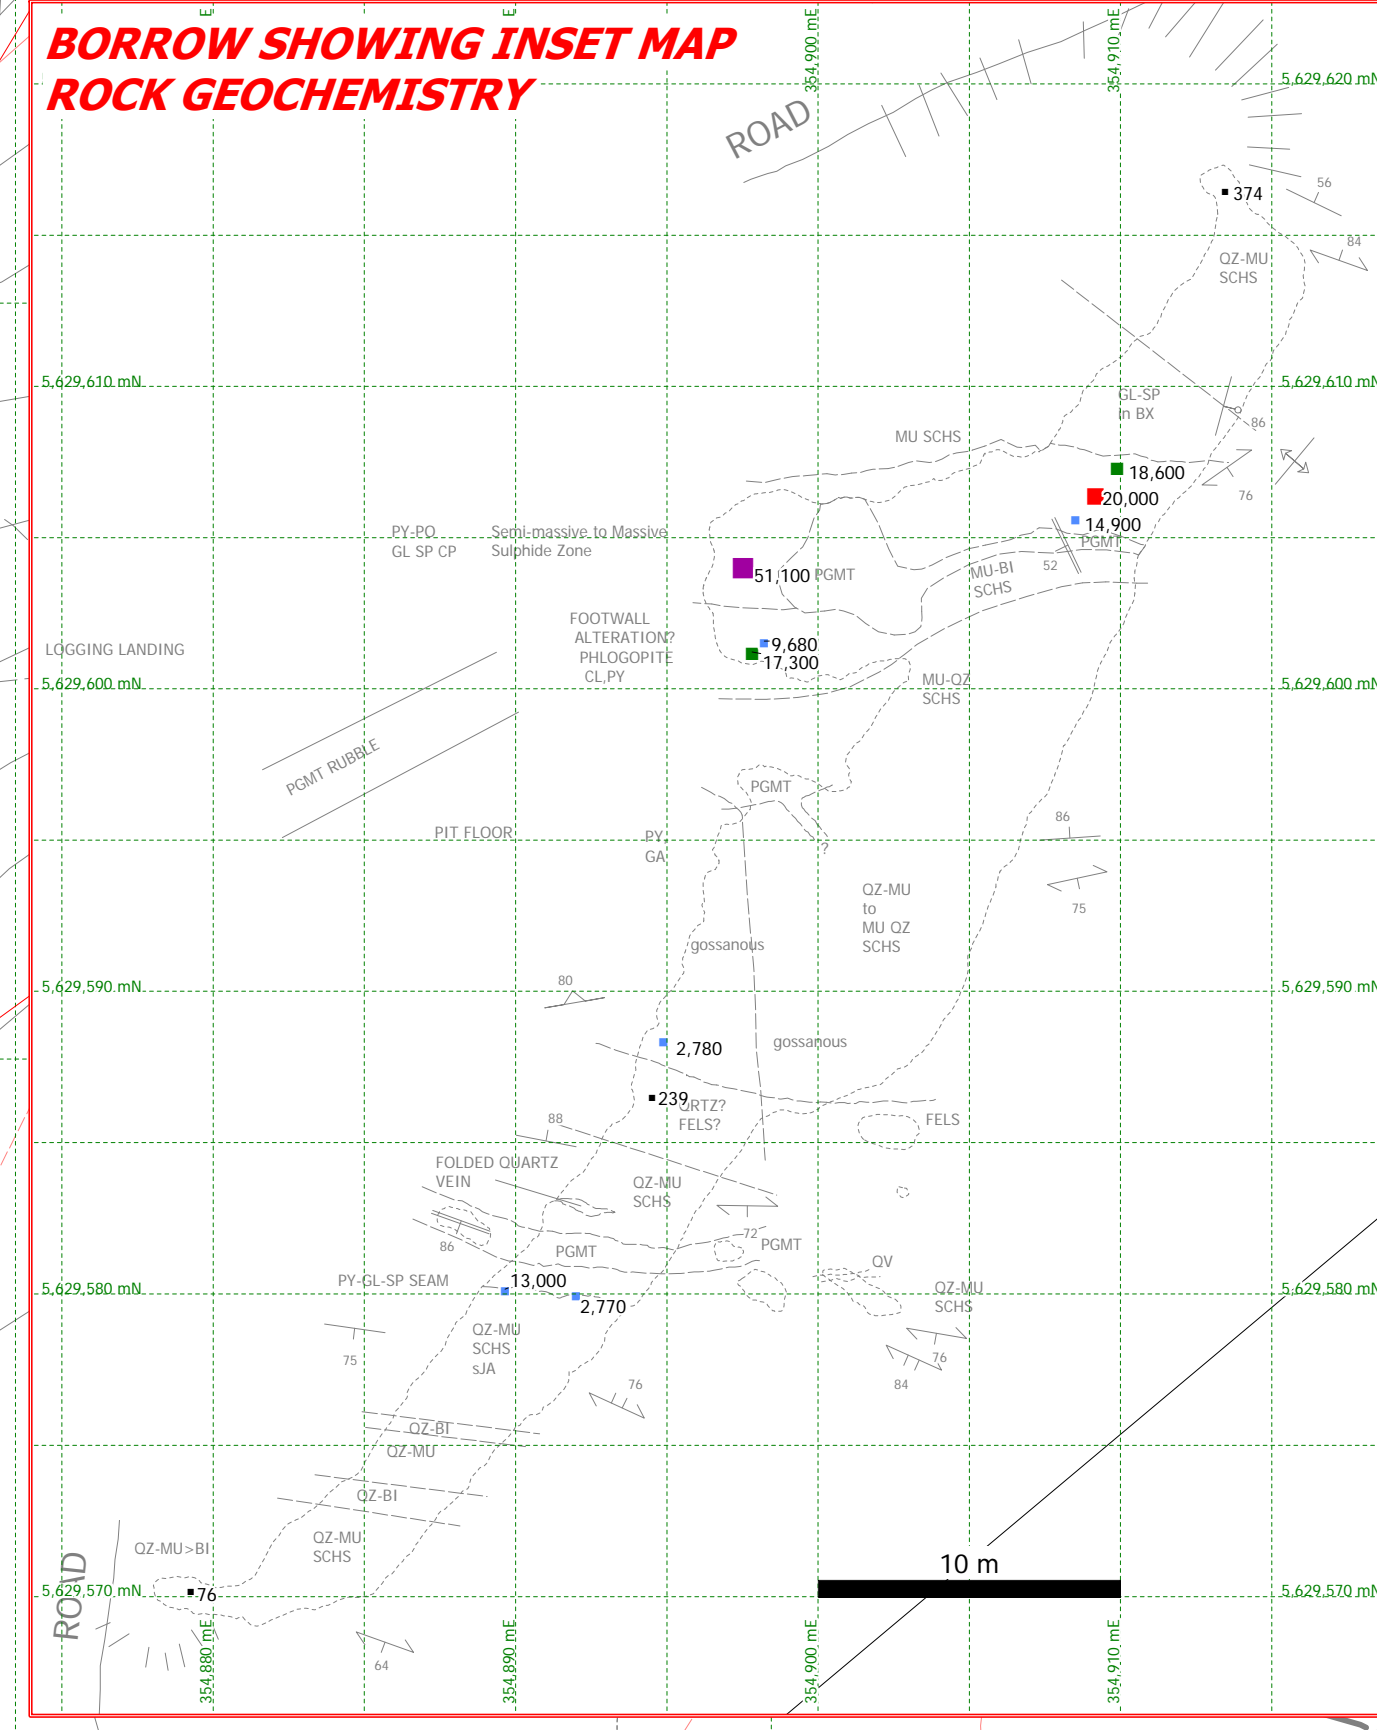 BORROW SHOWING INSET MAP
ROCK GEOCHEMISTRY
E
E
354,900 mE
354,910 mE
5,629,620 mN
ROAD
374
56
84
QZ-MU
SCHS
5,629,610 mN
5,629,610 mN
GL-SP
in BX
86
MU SCHS
18,600
76
20,000
14,900
PGMT
PY-PO
GL SP CP
Semi-massive to Massive
Sulphide Zone
52
MU-BI
SCHS
51,100
PGMT
FOOTWALL
ALTERATION?
PHLOGOPITE
CL,PY
9,680
17,300
LOGGING LANDING
5,629,600 mN
5,629,600 mN
MU-QZ
SCHS
PGMT RUBBLE
PGMT
PIT FLOOR
PY
GA
?
86
75
QZ-MU
to
MU QZ
SCHS
gossanous
80
5,629,590 mN
5,629,590 mN
2,780
gossanous
239
QRTZ?
FELS?
FELS
88
FOLDED QUARTZ
VEIN
QZ-MU
SCHS
72
86
PGMT
PGMT
QV
PY-GL-SP SEAM
13,000
2,770
5,629,580 mN
5,629,580 mN
QZ-MU
SCHS
QZ-MU
SCHS
sJA
75
76
84
76
QZ-BI
QZ-MU
QZ-BI
QZ-MU
SCHS
QZ-MU>BI
76
10 m
5,629,570 mN
5,629,570 mN
ROAD
64
354,880 mE
354,890 mE
354,900 mE
354,910 mE